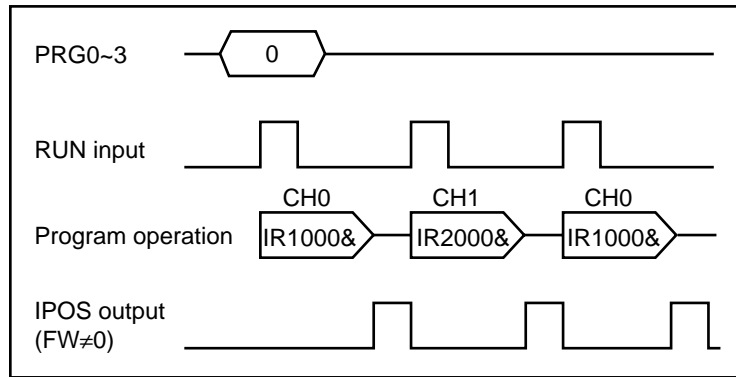 PRG0~3
0
RUN input
CH0 CH1 CH0
Program operation IR1000& IR2000& IR1000&
IPOS output
(FW≠0)